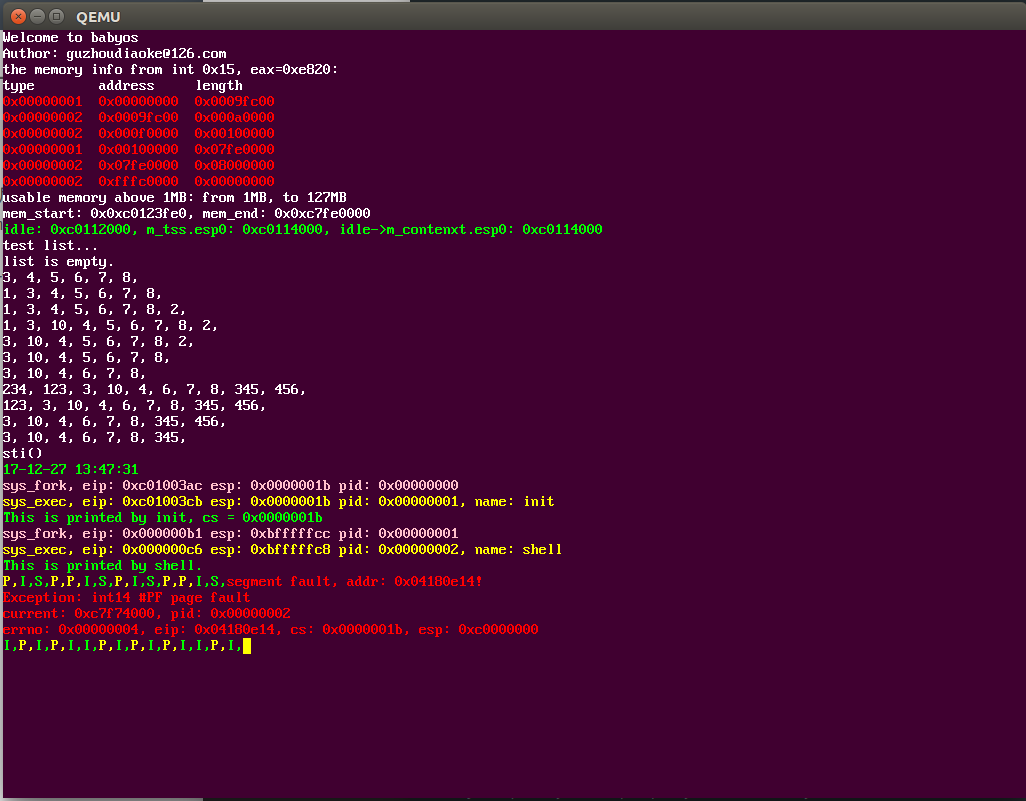 QEMU
Welcome to babyos
Author: guzhoudiaoke@126.com
the memory info from int 0x15, eax=0xe820:
type address length
0x00000001 0x00000000 0x0009fc00
0x00000002 0x0009fc00 0x000a0000
0x00000002 0x000f0000 0x00100000
0x00000001 0x00100000 0x07fe0000
0x00000002 0x07fe0000 0x08000000
0x00000002 0xfffc0000 0x00000000
usable memory above 1MB: from 1MB, to 127MB
mem_start: 0x0xc0123fe0, mem_end: 0x0xc7fe0000
idle: 0xc0112000, m_tss.esp0: 0xc0114000, idle->m_contenxt.esp0: 0xc0114000
test list...
list is empty.
3, 4, 5, 6, 7, 8,
1, 3, 4, 5, 6, 7, 8,
1, 3, 4, 5, 6, 7, 8, 2,
1, 3, 10, 4, 5, 6, 7, 8, 2,
3, 10, 4, 5, 6, 7, 8, 2,
3, 10, 4, 5, 6, 7, 8,
3, 10, 4, 6, 7, 8,
234, 123, 3, 10, 4, 6, 7, 8, 345, 456,
123, 3, 10, 4, 6, 7, 8, 345, 456,
3, 10, 4, 6, 7, 8, 345, 456,
3, 10, 4, 6, 7, 8, 345,
sti()
17-12-27 13:47:31
sys_fork, eip: 0xc01003ac esp: 0x0000001b pid: 0x00000000
sys_exec, eip: 0xc01003cb esp: 0x0000001b pid: 0x00000001, name: init
This is printed by init, cs = 0x0000001b
sys_fork, eip: 0x000000b1 esp: 0xbfffffcc pid: 0x00000001
sys_exec, eip: 0x000000c6 esp: 0xbfffffc8 pid: 0x00000002, name: shell
This is printed by shell.
P,I,S,P,P,I,S,P,I,S,P,P,I,S,segment fault, addr: 0x04180e14!
Exception: int14 #PF page fault
current: 0xc7f74000, pid: 0x00000002
errno: 0x00000004, eip: 0x04180e14, cs: 0x0000001b, esp: 0xc0000000
I,P,I,P,I,I,P,I,P,I,P,I,I,P,I,